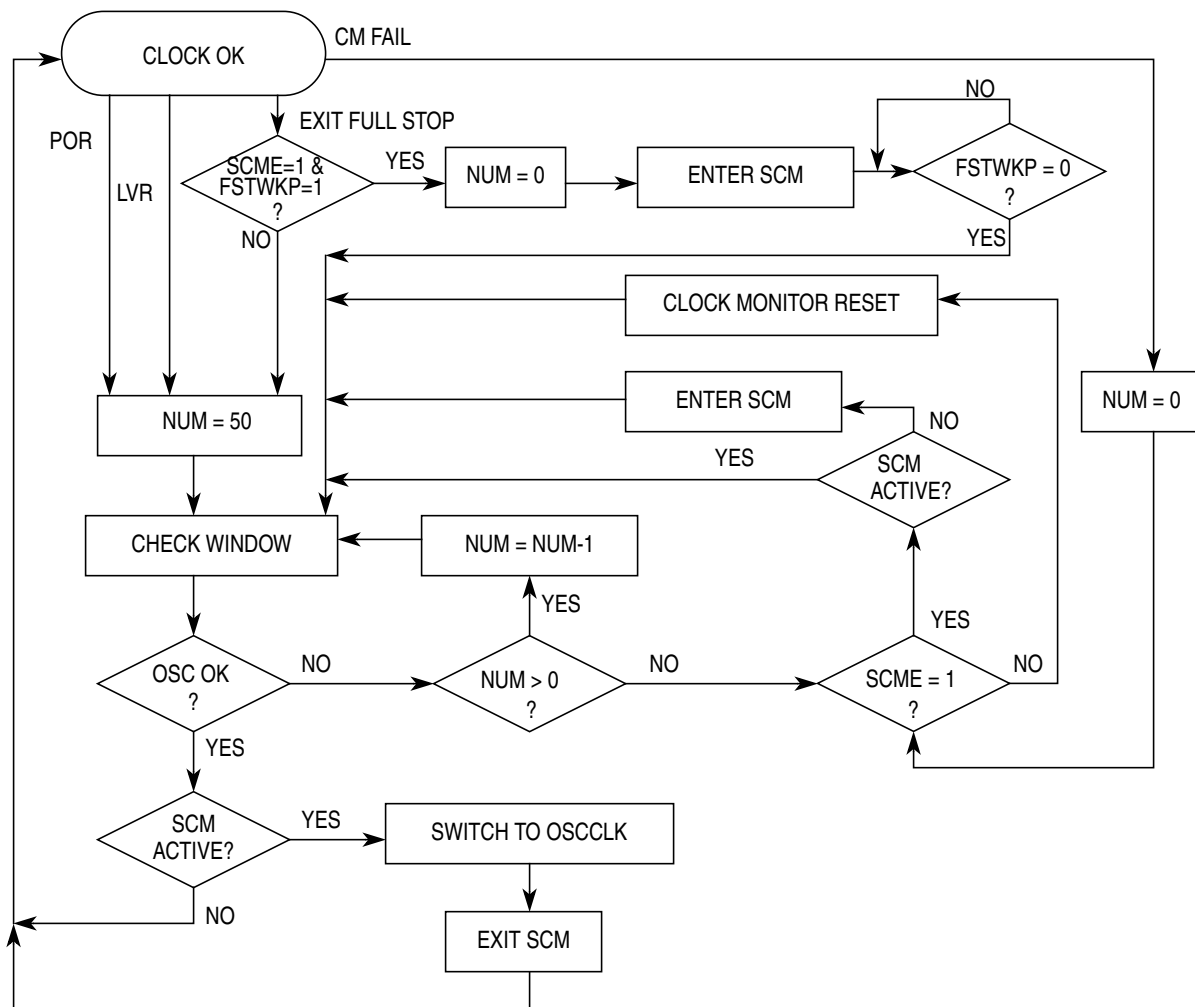 CM FAIL
CLOCK OK
NO
EXIT FULL STOP
POR
SCME=1 &
FSTWKP=1
?
YES
NUM = 0
ENTER SCM
FSTWKP = 0
?
LVR
NO
YES
CLOCK MONITOR RESET
NUM = 50
ENTER SCM
NUM = 0
NO
YES
SCM
ACTIVE?
CHECK WINDOW
NUM = NUM-1
YES
YES
OSC OK
?
NO
NUM > 0
?
NO
SCME = 1
?
NO
YES
SCM
ACTIVE?
YES
SWITCH TO OSCCLK
NO
EXIT SCM